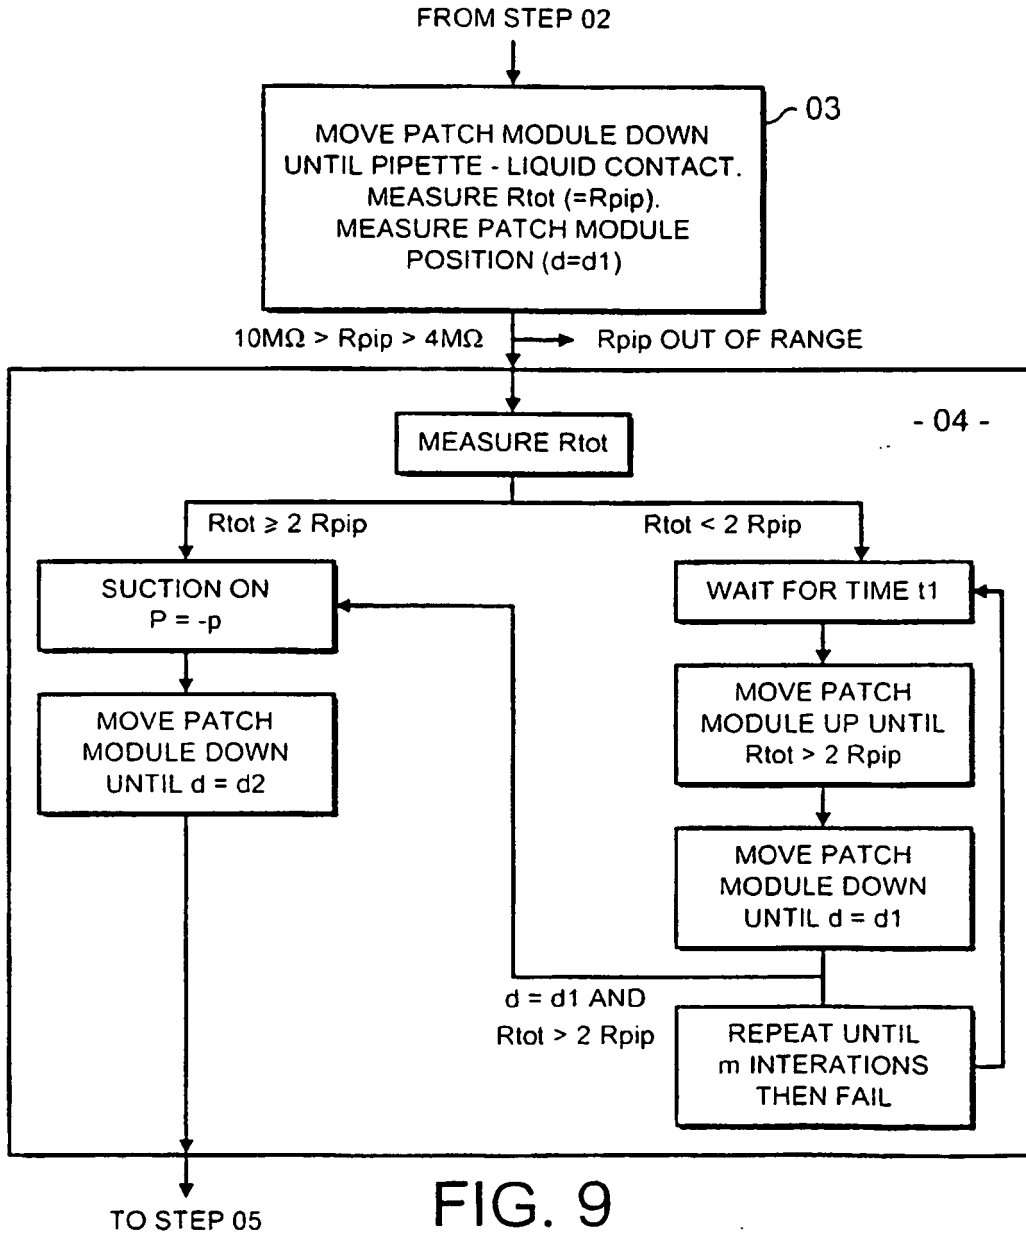 FROM STEP 02
03
MOVE PATCH MODULE DOWN
UNTIL PIPETTE - LIQUID CONTACT.
MEASURE Rtot (=Rpip).
MEASURE PATCH MODULE
POSITION (d=d1)
10MΩ > Rpip > 4MΩ
Rpip OUT OF RANGE
- 04 -
MEASURE Rtot
Rtot ⩾ 2 Rpip
Rtot < 2 Rpip
SUCTION ON
P = -p
WAIT FOR TIME t1
MOVE PATCH
MODULE DOWN
UNTIL d = d2
MOVE PATCH
MODULE UP UNTIL
Rtot > 2 Rpip
MOVE PATCH
MODULE DOWN
UNTIL d = d1
d = d1 AND
Rtot > 2 Rpip
REPEAT UNTIL
m INTERATIONS
THEN FAIL
TO STEP 05
FIG. 9